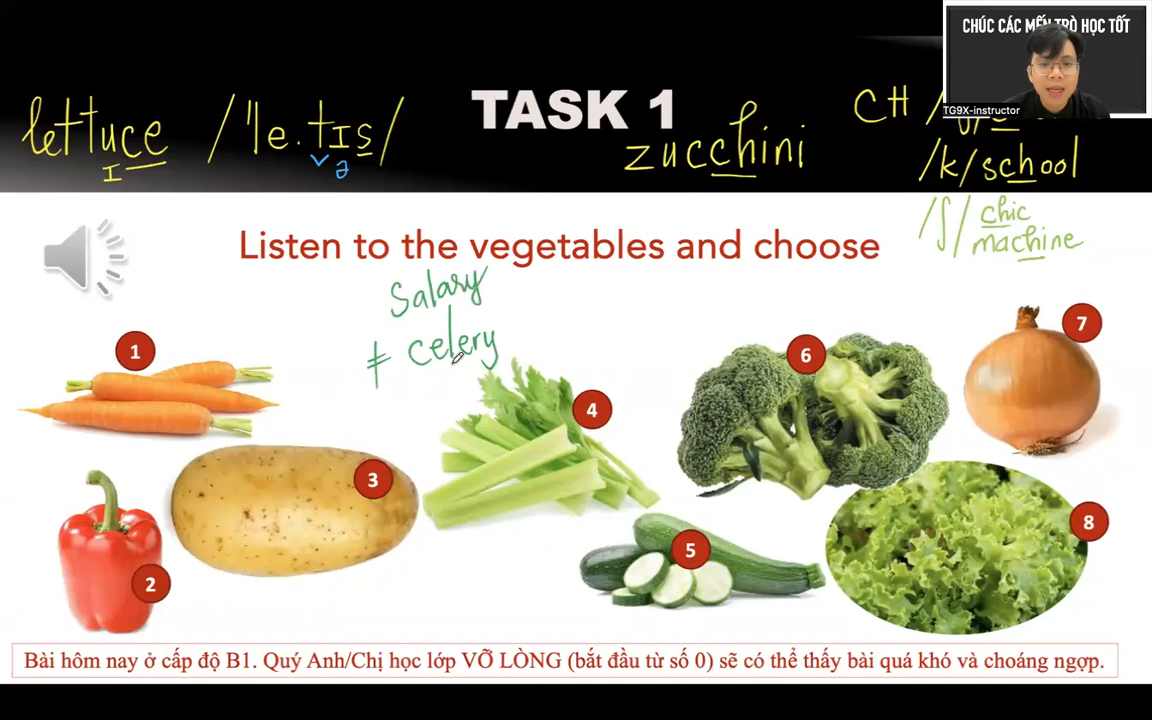 CHÚC CÁC MẾN TRÒ HỌC TỐT
TG9X-instructor
lettuce /'le.tɪs/
I
ə
TASK 1
zucchini
CH
/k/ school
/ʃ/ chic
machine
Listen to the vegetables and choose
Salary
≠ celery
1
2
3
4
5
6
7
8
Bài hôm nay ở cấp độ B1. Quý Anh/Chị học lớp VỠ LÒNG (bắt đầu từ số 0) sẽ có thể thấy bài quá khó và choáng ngợp.